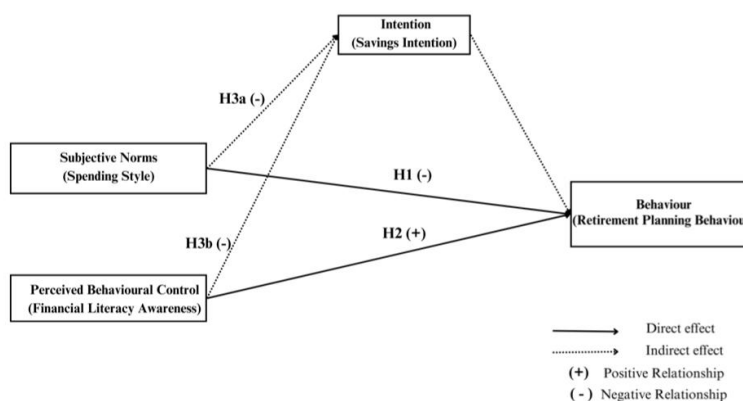 Intention
(Savings Intention)
H3a (-)
Subjective Norms
(Spending Style)
H1 (-)
Behaviour
(Retirement Planning Behaviou
H2 (+)
H3b (-)
Perceived Behavioural Control
(Financial Literacy Awareness)
Direct effect
Indirect effect
(+) Positive Relationship
(-) Negative Relationship